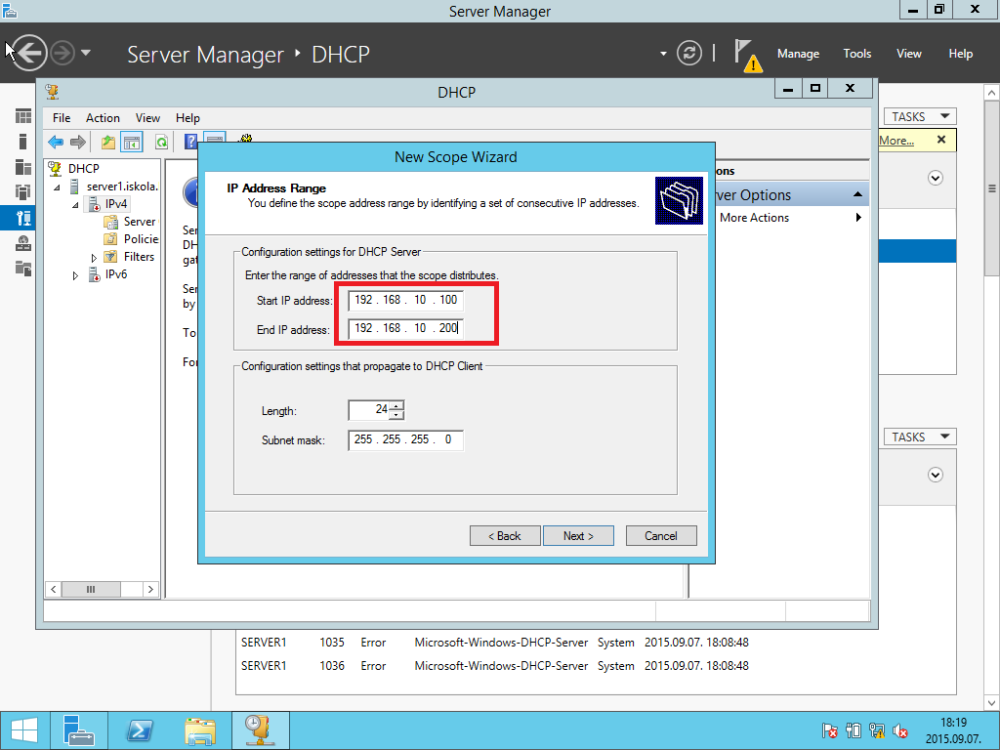 Server Manager
Server Manager ‣ DHCP
Manage Tools View Help
DHCP
TASKS
File Action View Help
More...
New Scope Wizard
DHCP
server1.iskola.
IPv4
Server
Policie
Filters
IPv6
IP Address Range
You define the scope address range by identifying a set of consecutive IP addresses.
ons
ver Options
More Actions
Ser
DH
gat
Ser
by
To
For
Configuration settings for DHCP Server
Enter the range of addresses that the scope distributes.
Start IP address: 192 . 168 . 10 . 100
End IP address: 192 . 168 . 10 . 200
Configuration settings that propagate to DHCP Client
Length: 24
Subnet mask: 255 . 255 . 255 . 0
TASKS
< Back Next > Cancel
SERVER1 1035 Error Microsoft-Windows-DHCP-Server System 2015.09.07. 18:08:48
SERVER1 1036 Error Microsoft-Windows-DHCP-Server System 2015.09.07. 18:08:48
18:19
2015.09.07.